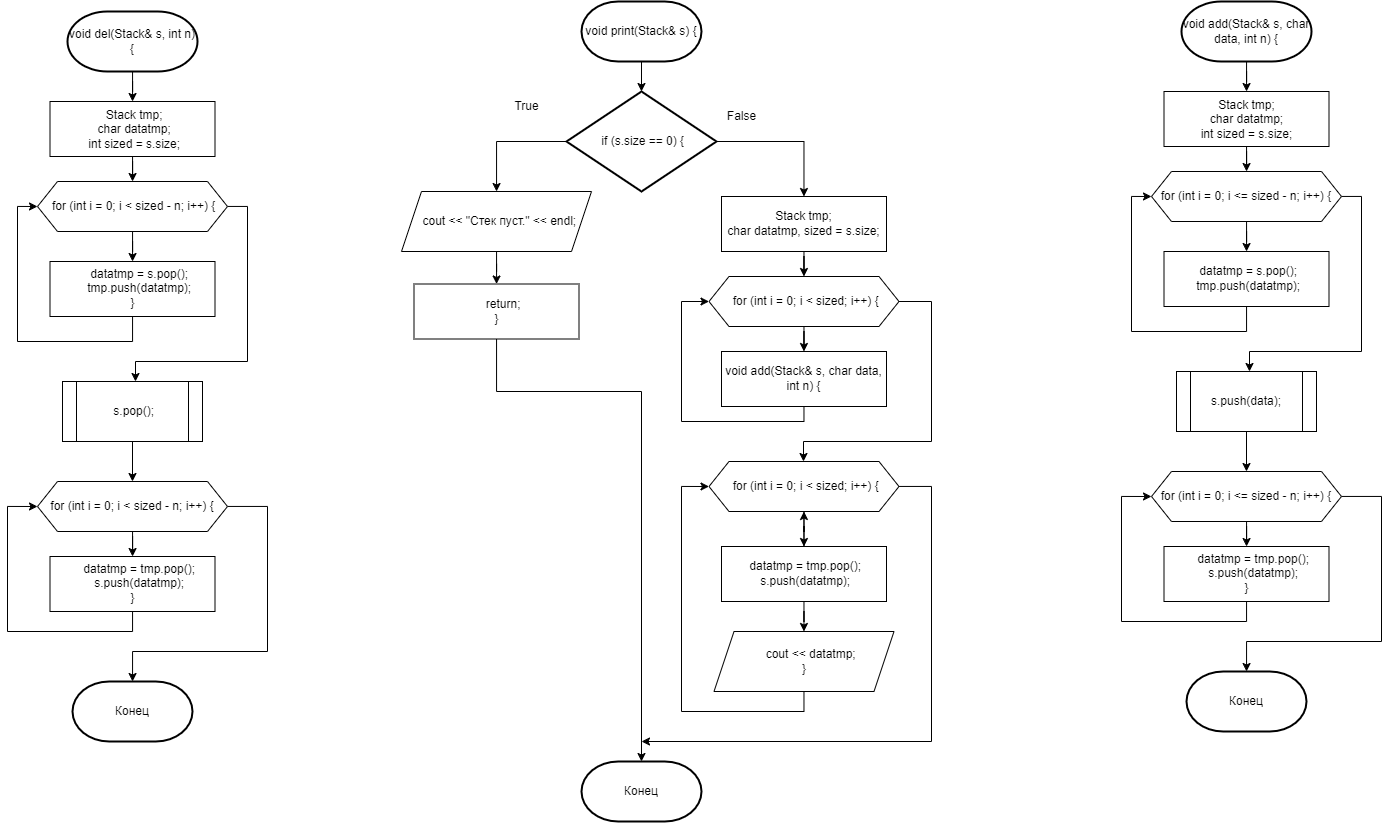 void del(Stack& s, int n)
{
Stack tmp;
char datatmp;
int sized = s.size;
for (int i = 0; i < sized - n; i++) {
datatmp = s.pop();
tmp.push(datatmp);
}
s.pop();
for (int i = 0; i < sized - n; i++) {
datatmp = tmp.pop();
s.push(datatmp);
}
Конец
void print(Stack& s) {
if (s.size == 0) {
True
False
cout << "Стек пуст." << endl;
return;
}
Stack tmp;
char datatmp, sized = s.size;
for (int i = 0; i < sized; i++) {
void add(Stack& s, char data,
int n) {
for (int i = 0; i < sized; i++) {
datatmp = tmp.pop();
s.push(datatmp);
cout << datatmp;
}
Конец
void add(Stack& s, char
data, int n) {
Stack tmp;
char datatmp;
int sized = s.size;
for (int i = 0; i <= sized - n; i++) {
datatmp = s.pop();
tmp.push(datatmp);
s.push(data);
for (int i = 0; i <= sized - n; i++) {
datatmp = tmp.pop();
s.push(datatmp);
}
Конец